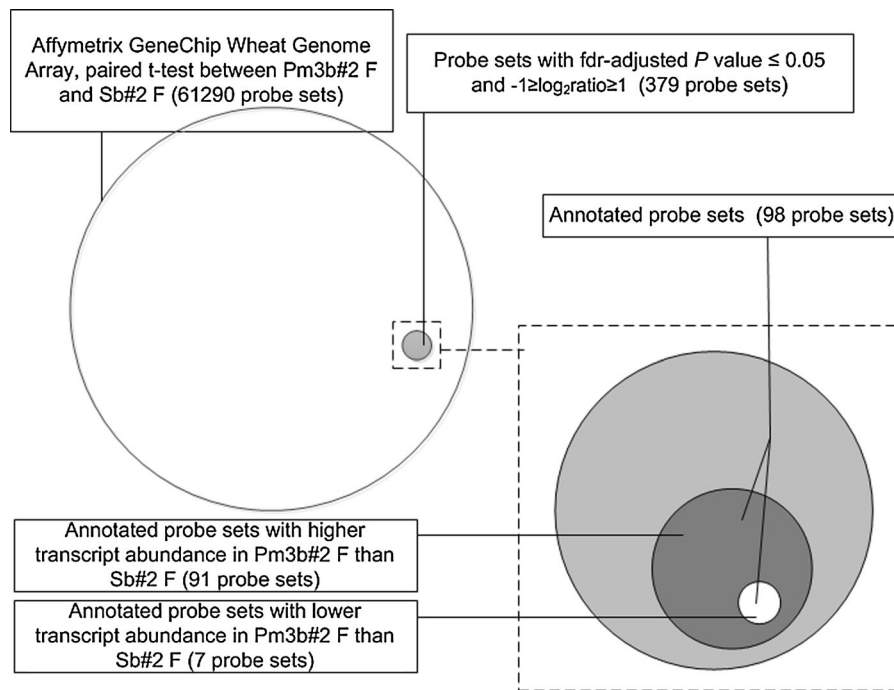 Affymetrix GeneChip Wheat Genome
Array, paired t-test between Pm3b#2 F
and Sb#2 F (61290 probe sets)
Probe sets with fdr-adjusted P value ≤ 0.05
and -1≥log₂ratio≥1 (379 probe sets)
Annotated probe sets (98 probe sets)
Annotated probe sets with higher
transcript abundance in Pm3b#2 F than
Sb#2 F (91 probe sets)
Annotated probe sets with lower
transcript abundance in Pm3b#2 F than
Sb#2 F (7 probe sets)